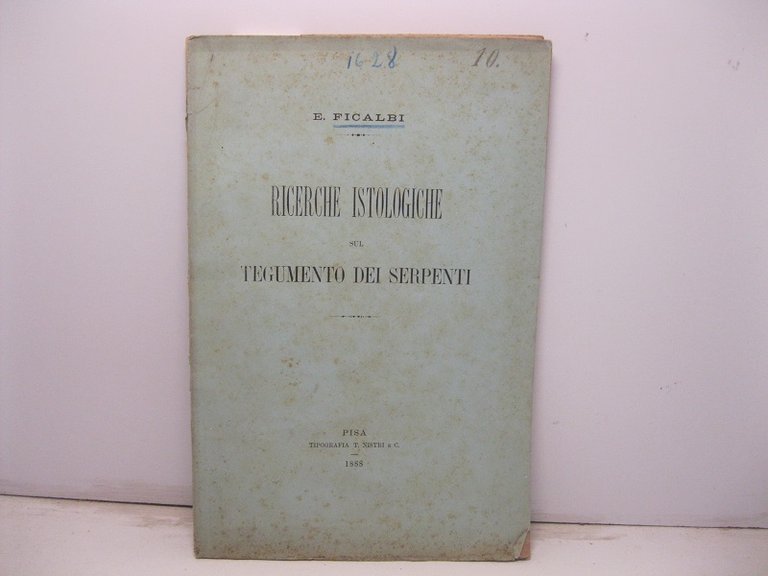 1628 10.
E. FICALBI
RICERCHE ISTOLOGICHE
SUL
TEGUMENTO DEI SERPENTI
PISA
TIPOGRAFIA T. NISTRI & C.
1888